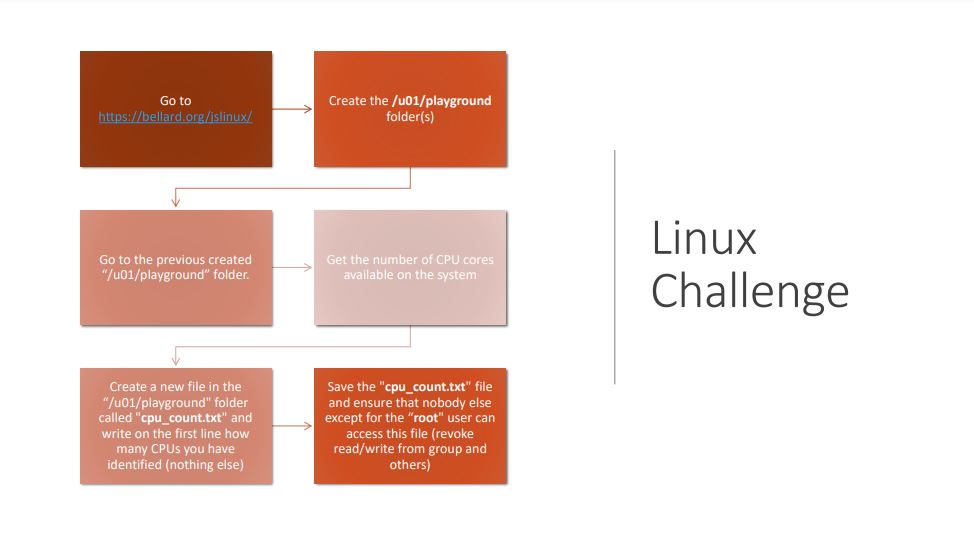 Go to
https://bellard.org/jslinux/
Create the /u01/playground
folder(s)
Go to the previous created
“/u01/playground” folder.
Get the number of CPU cores
available on the system
Create a new file in the
“/u01/playground" folder
called "cpu_count.txt" and
write on the first line how
many CPUs you have
identified (nothing else)
Save the "cpu_count.txt" file
and ensure that nobody else
except for the “root" user can
access this file (revoke
read/write from group and
others)
Linux
Challenge